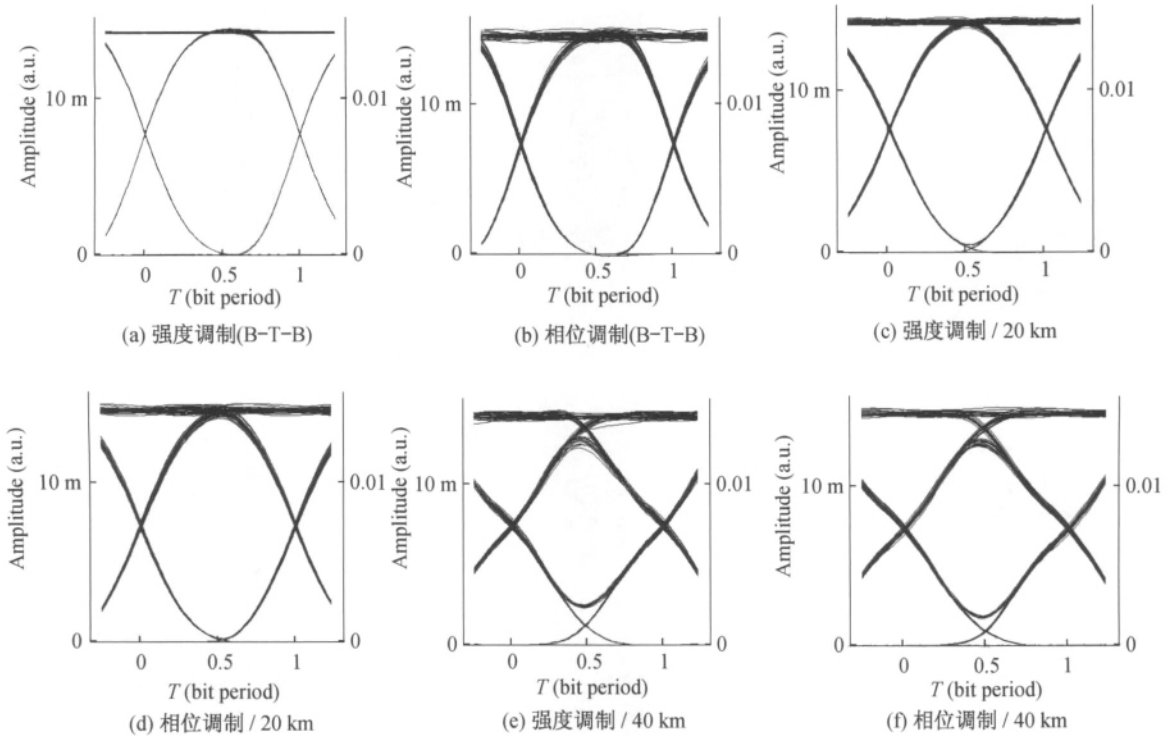 Amplitude (a.u.)
10 m
0
0.01
0
0 0.5 1
T (bit period)
(a) 强度调制(B-T-B)
Amplitude (a.u.)
10 m
0
0.01
0
0 0.5 1
T (bit period)
(b) 相位调制(B-T-B)
Amplitude (a.u.)
10 m
0
0.01
0
0 0.5 1
T (bit period)
(c) 强度调制 / 20 km
Amplitude (a.u.)
10 m
0
0.01
0
0 0.5 1
T (bit period)
(d) 相位调制 / 20 km
Amplitude (a.u.)
10 m
0
0.01
0
0 0.5 1
T (bit period)
(e) 强度调制 / 40 km
Amplitude (a.u.)
10 m
0
0.01
0
0 0.5 1
T (bit period)
(f) 相位调制 / 40 km